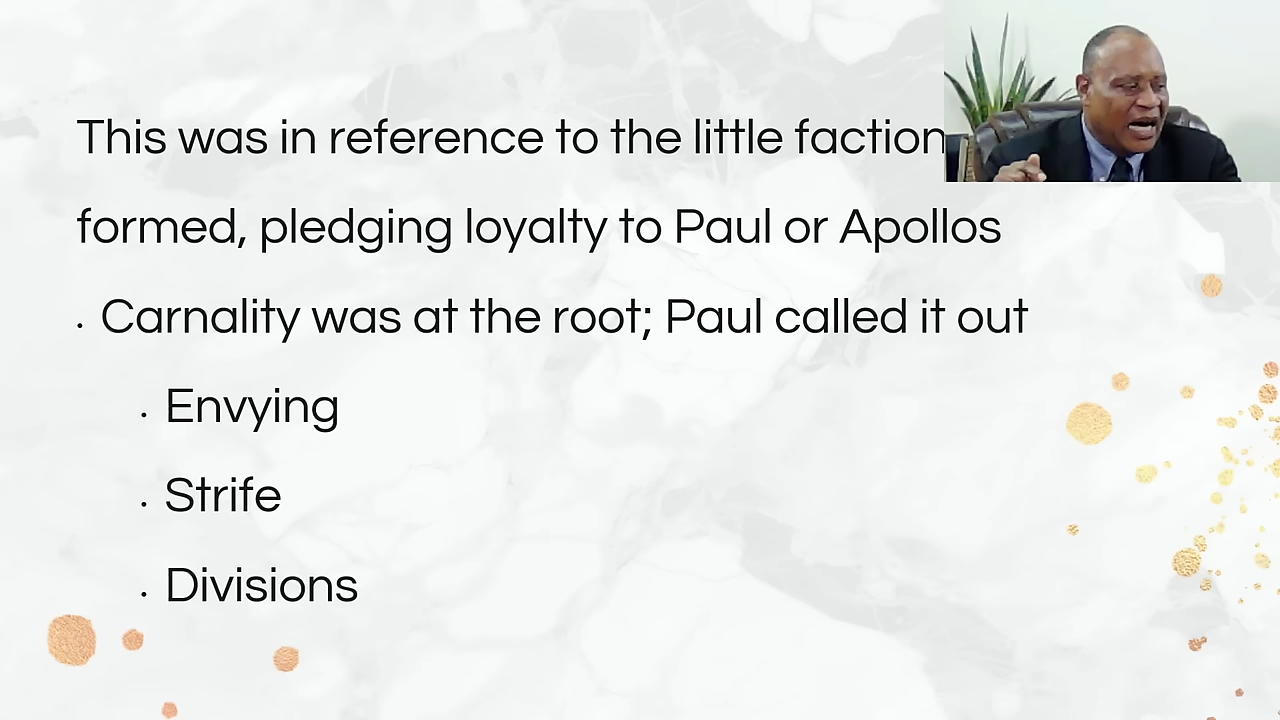 This was in reference to the little faction
formed, pledging loyalty to Paul or Apollos
· Carnality was at the root; Paul called it out
· Envying
· Strife
· Divisions